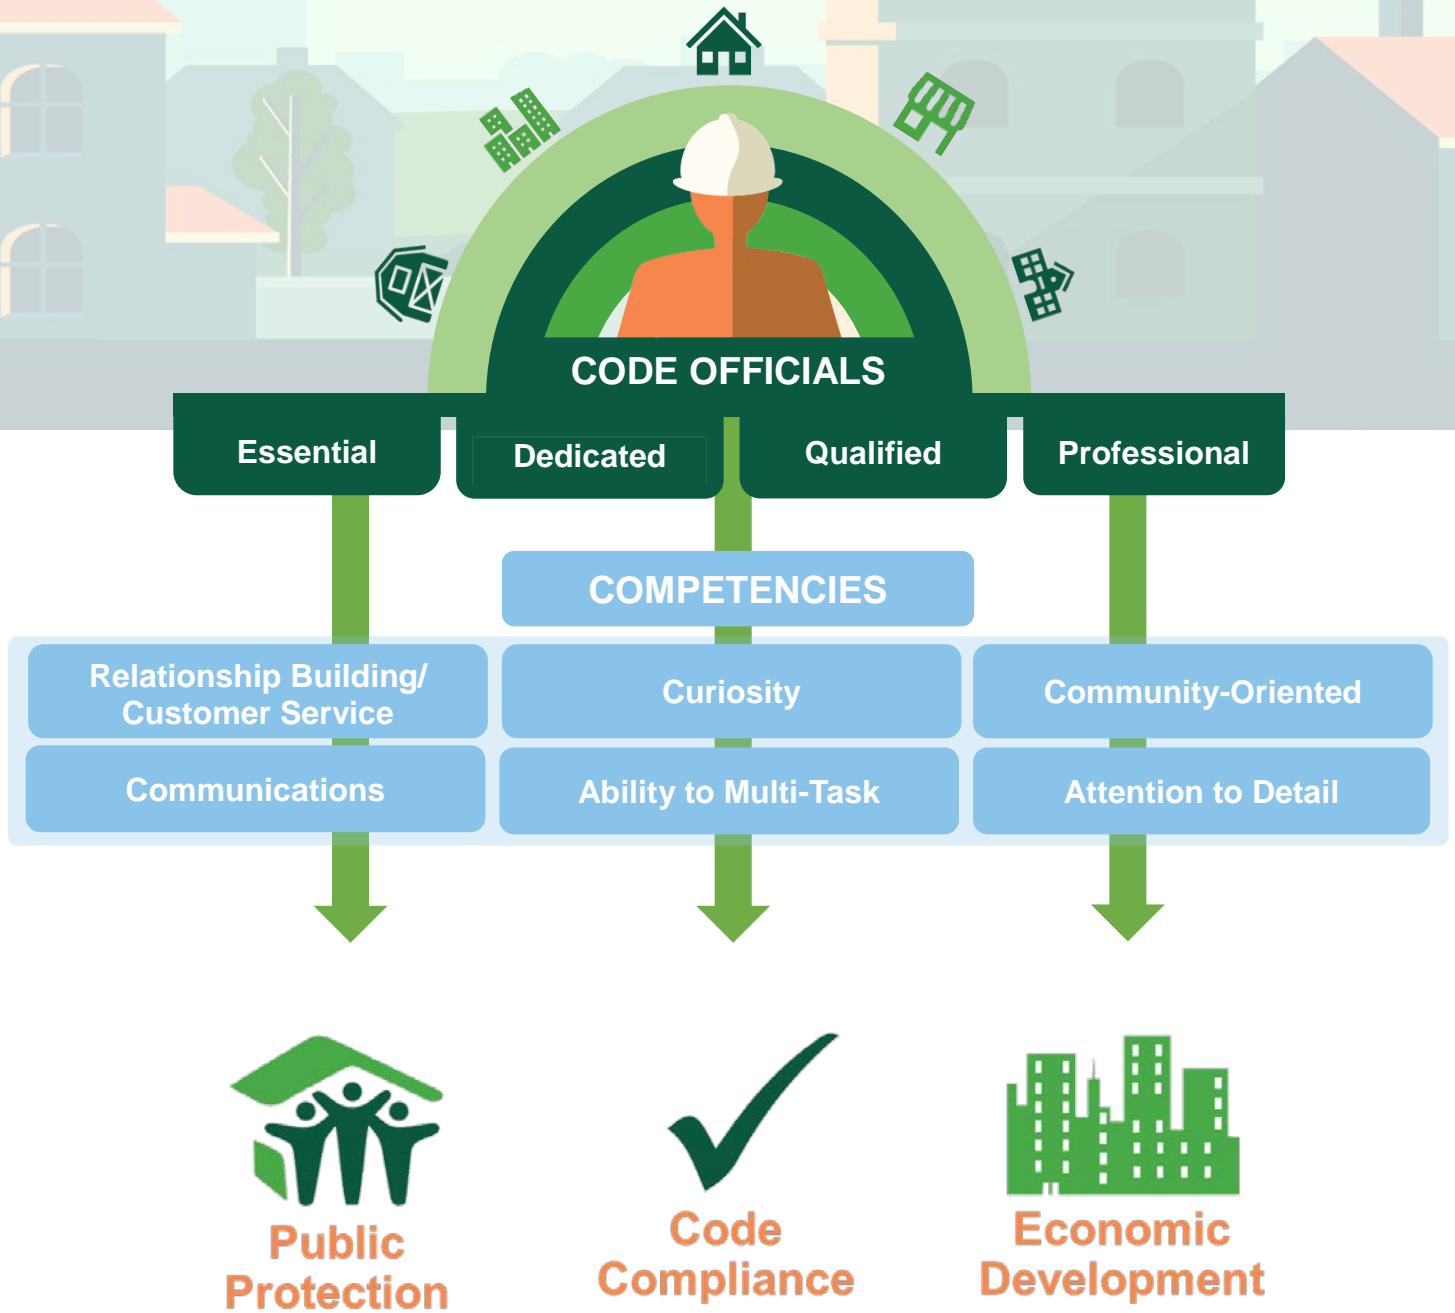 CODE OFFICIALS
Essential
Dedicated
Qualified
Professional
COMPETENCIES
Relationship Building/
Customer Service
Curiosity
Community-Oriented
Communications
Ability to Multi-Task
Attention to Detail
Public
Protection
Code
Compliance
Economic
Development